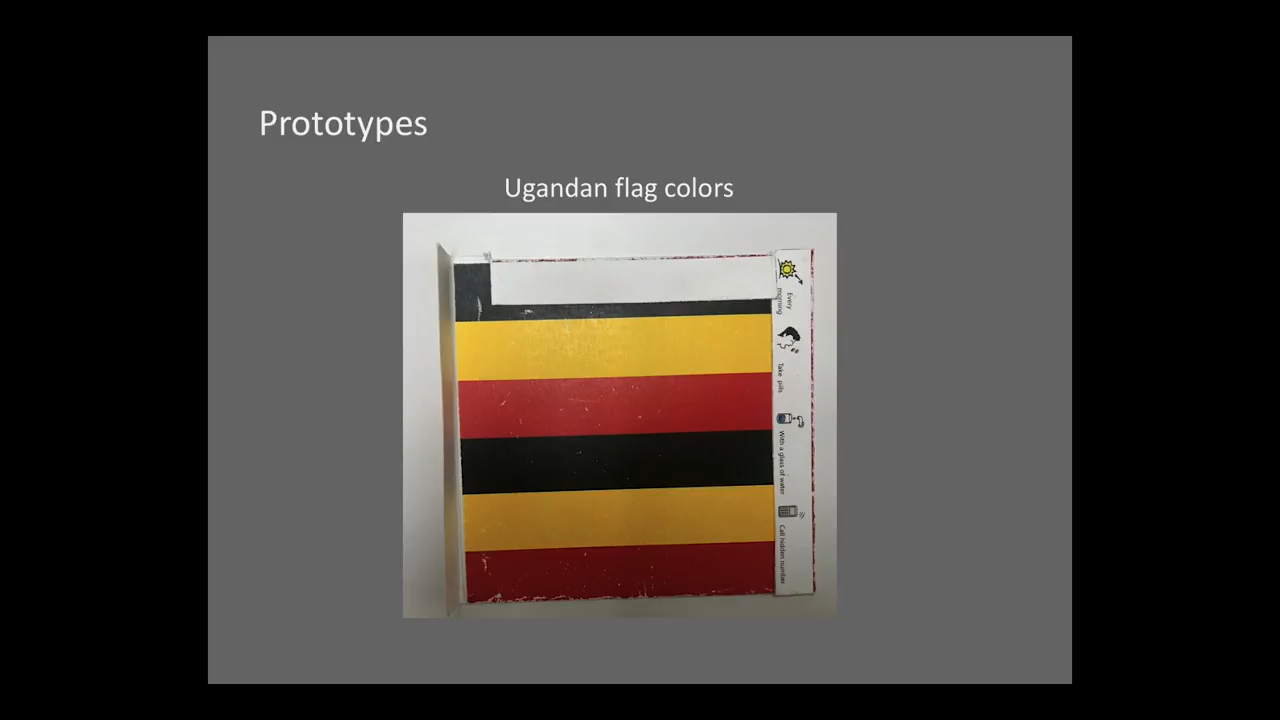 Prototypes
Ugandan flag colors
Every
morning
Take pills
With a glass of water
Call hidden number